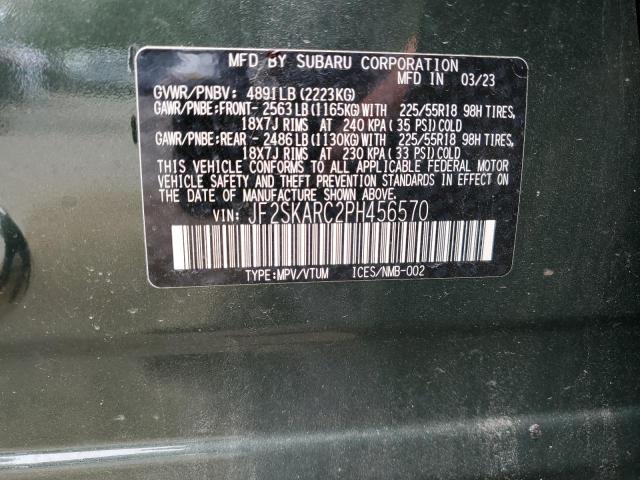 MFD BY SUBARU CORPORATION
MFD IN 03/23
GVWR/PNBV: 4891LB(2223KG)
GAWR/PNBE:FRONT- 2563LB(1165KG)WITH 225/55R18 98H TIRES,
18X7J RIMS AT 240 KPA(35 PSI)COLD
GAWR/PNBE:REAR - 2486LB(1130KG)WITH 225/55R18 98H TIRES,
18X7J RIMS AT 230 KPA(33 PSI)COLD
THIS VEHICLE CONFORMS TO ALL APPLICABLE FEDERAL MOTOR
VEHICLE SAFETY AND THEFT PREVENTION STANDARDS IN EFFECT ON
THE DATE OF MANUFACTURE SHOWN ABOVE.
VIN: JF2SKARC2PH456570
TYPE:MPV/VTUM ICES/NMB-002